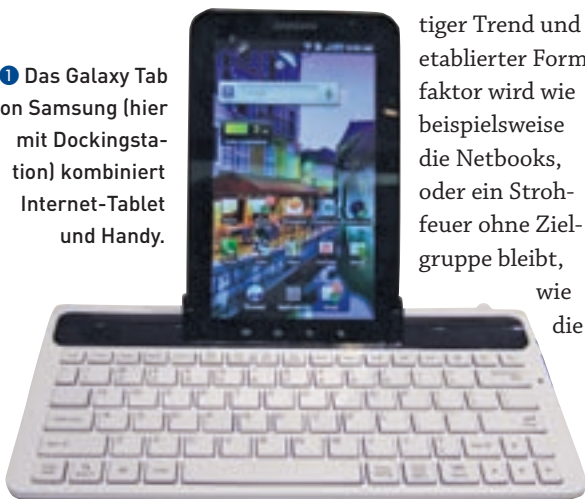 ❶ Das Galaxy Tab
on Samsung (hier
mit Dockingsta-
tion) kombiniert
Internet-Tablet
und Handy.
tiger Trend und
etablierter Form
faktor wird wie
beispielsweise
die Netbooks,
oder ein Stroh-
feuer ohne Ziel-
gruppe bleibt,
wie
die
SAMSUNG